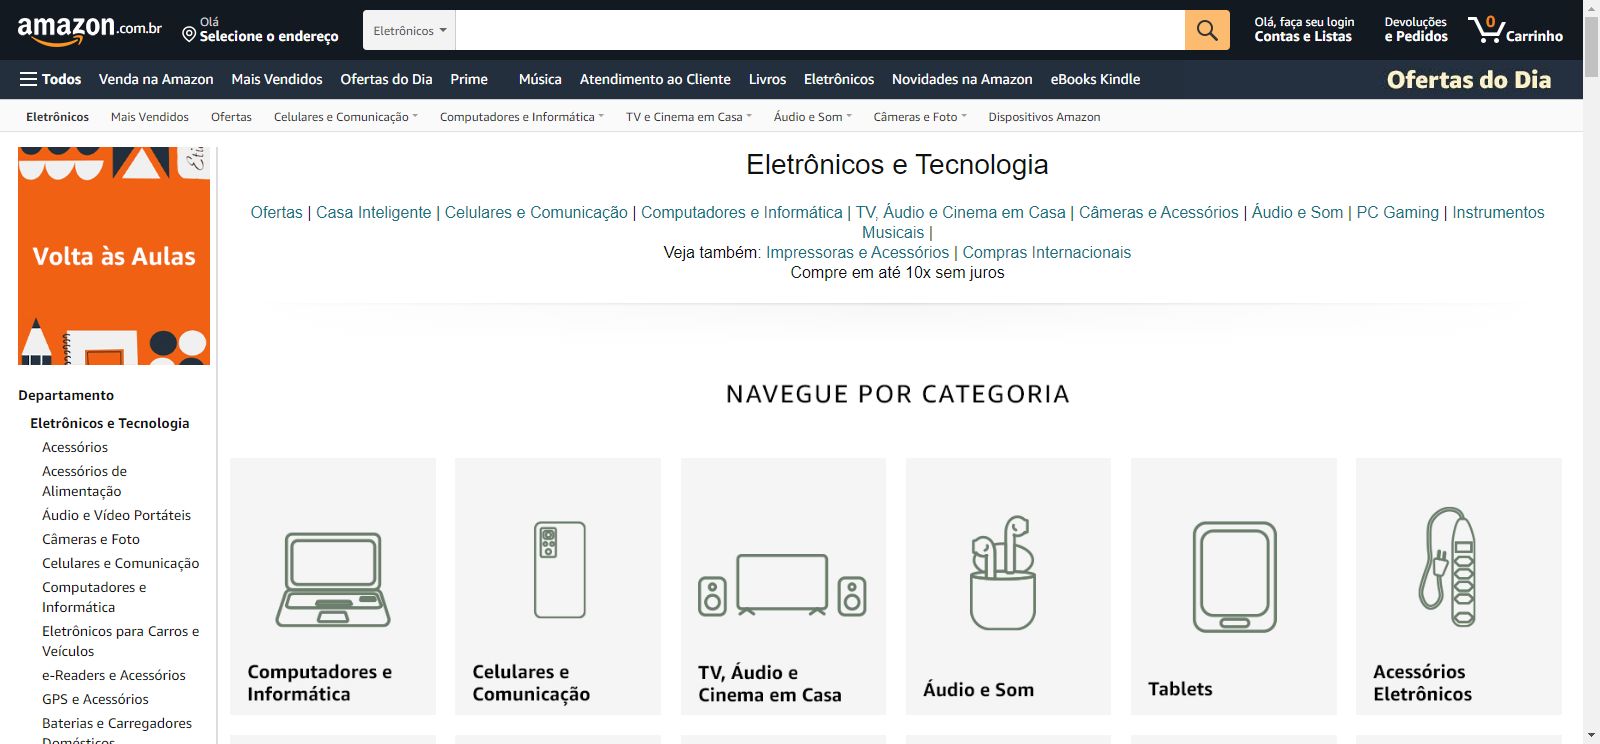 amazon.com.br
Olá
Selecione o endereço
Eletrônicos
Olá, faça seu login
Contas e Listas
Devoluções
e Pedidos
0
Carrinho
Todos
Venda na Amazon
Mais Vendidos
Ofertas do Dia
Prime
Música
Atendimento ao Cliente
Livros
Eletrônicos
Novidades na Amazon
eBooks Kindle
Ofertas do Dia
Eletrônicos
Mais Vendidos
Ofertas
Celulares e Comunicação
Computadores e Informática
TV e Cinema em Casa
Áudio e Som
Câmeras e Foto
Dispositivos Amazon
Volta às Aulas
Departamento
Eletrônicos e Tecnologia
Acessórios
Acessórios de
Alimentação
Áudio e Vídeo Portáteis
Câmeras e Foto
Celulares e Comunicação
Computadores e
Informática
Eletrônicos para Carros e
Veículos
e-Readers e Acessórios
GPS e Acessórios
Baterias e Carregadores
Domésticos
Eletrônicos e Tecnologia
Ofertas | Casa Inteligente | Celulares e Comunicação | Computadores e Informática | TV, Áudio e Cinema em Casa | Câmeras e Acessórios | Áudio e Som | PC Gaming | Instrumentos
Musicais |
Veja também: Impressoras e Acessórios | Compras Internacionais
Compre em até 10x sem juros
NAVEGUE POR CATEGORIA
Computadores e
Informática
Celulares e
Comunicação
TV, Áudio e
Cinema em Casa
Áudio e Som
Tablets
Acessórios
Eletrônicos